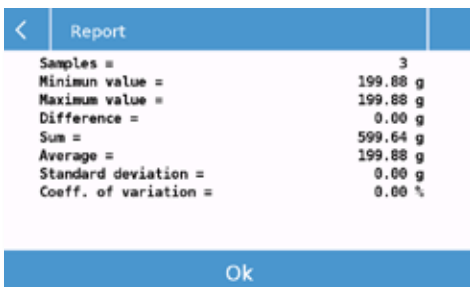 Report
Samples = 3
Minimun value = 199.88 g
Maximum value = 199.88 g
Difference = 0.00 g
Sum = 599.64 g
Average = 199.88 g
Standard deviation = 0.00 g
Coeff. of variation = 0.00 %
Ok